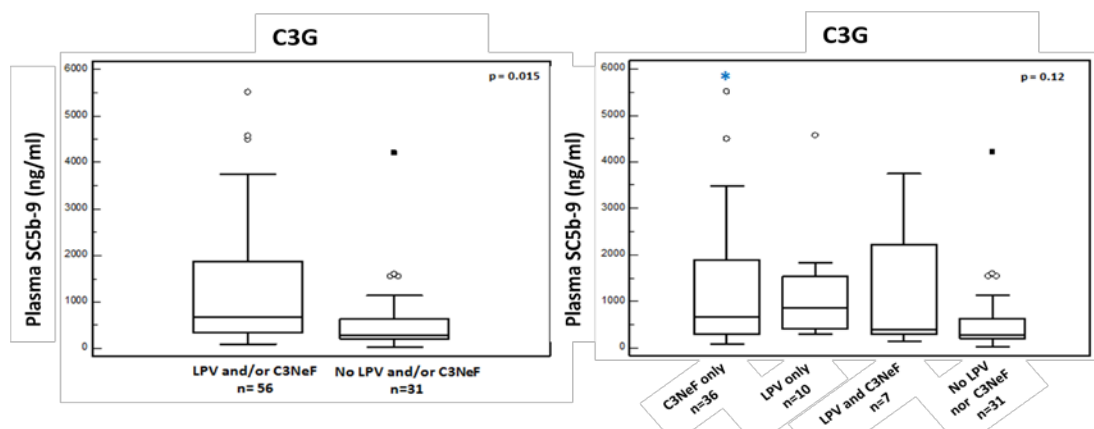 C3G
Plasma SC5b-9 (ng/ml)
6000
5000
4000
3000
2000
1000
0
p = 0.015
LPV and/or C3NeF
n= 56
No LPV and/or C3NeF
n=31
C3G
Plasma SC5b-9 (ng/ml)
6000
5000
4000
3000
2000
1000
0
*
p = 0.12
C3NeF only
n=36
LPV only
n=10
LPV and C3NeF
n=7
No LPV
nor C3NeF
n=31